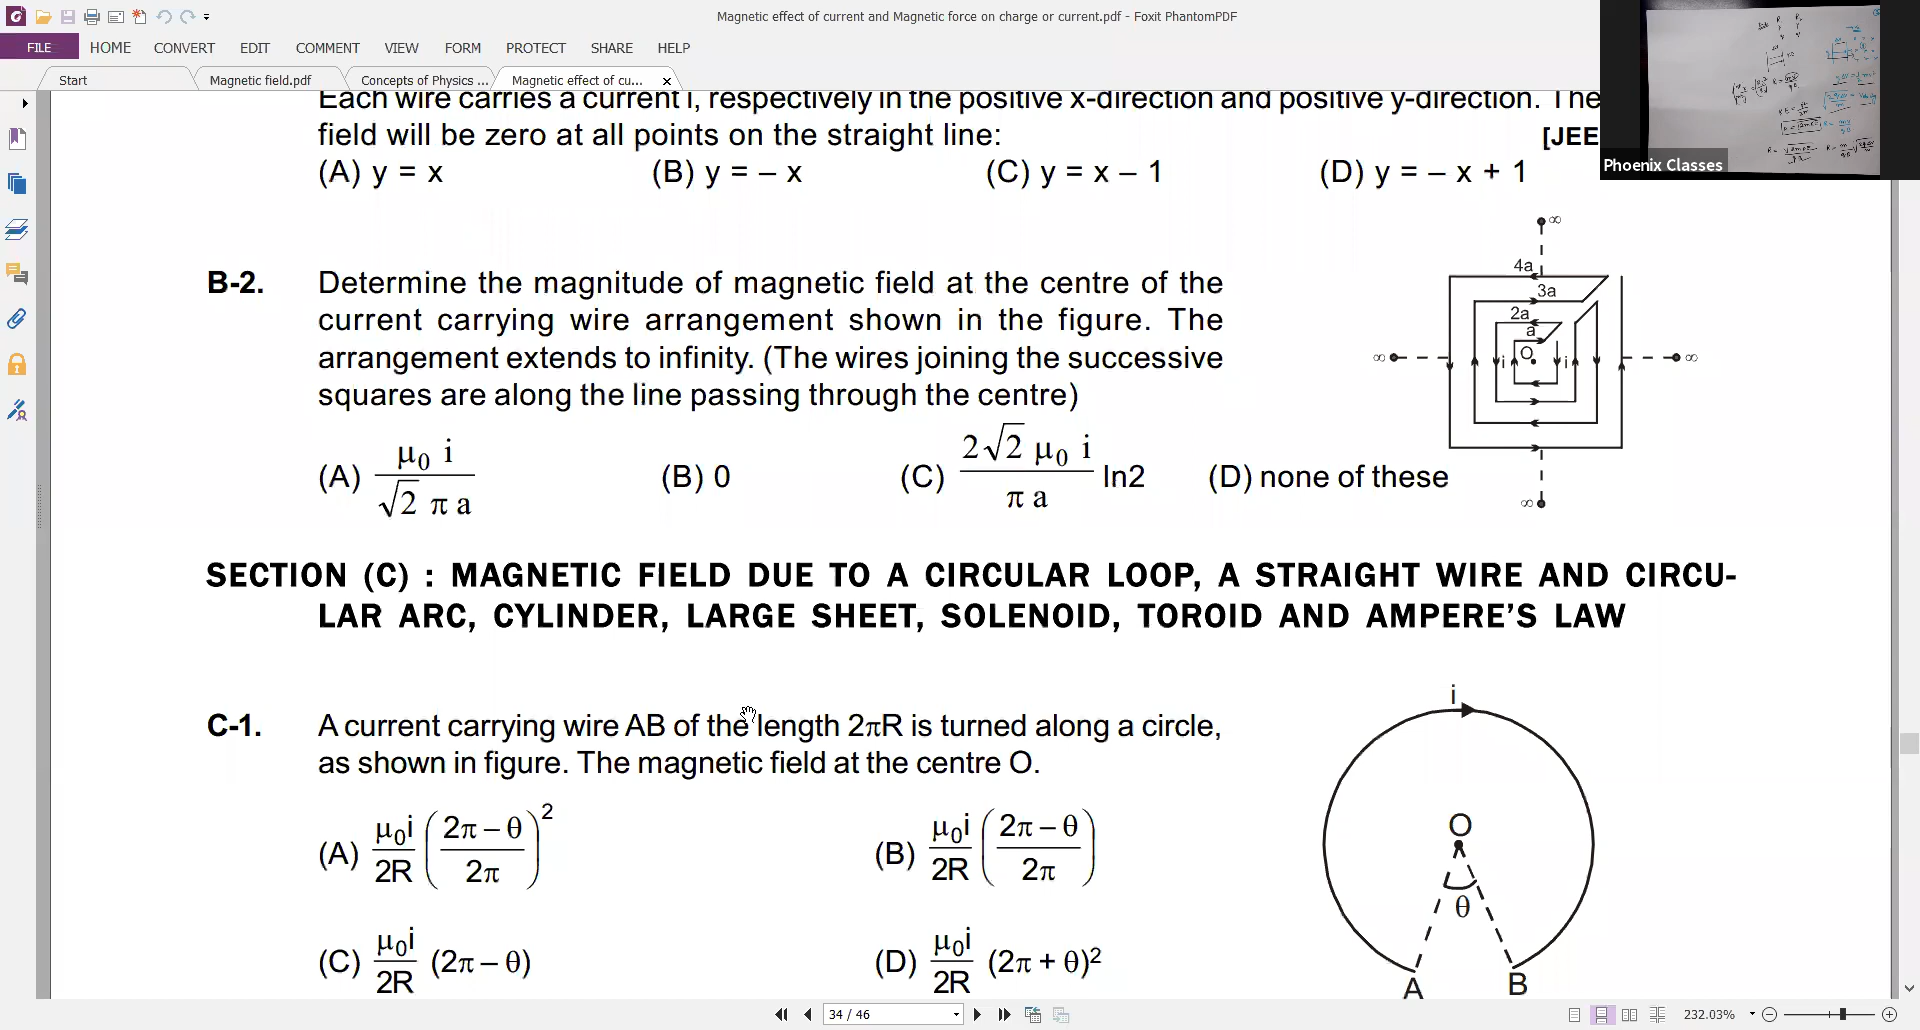 Magnetic effect of current and Magnetic force on charge or current.pdf - Foxit PhantomPDF
FILE HOME CONVERT EDIT COMMENT VIEW FORM PROTECT SHARE HELP
Start Magnetic field.pdf Concepts of Physics ... Magnetic effect of cu... ×
Phoenix Classes
Each wire carries a current i, respectively in the positive x-direction and positive y-direction. The
field will be zero at all points on the straight line: [JEE
(A) y = x (B) y = – x (C) y = x – 1 (D) y = – x + 1
B-2. Determine the magnitude of magnetic field at the centre of the
current carrying wire arrangement shown in the figure. The
arrangement extends to infinity. (The wires joining the successive
squares are along the line passing through the centre)
∞
4a
3a
2a
a
∞ i O i ∞
∞
(A) μ₀ i / √2 π a (B) 0 (C) 2√2 μ₀ i / π a ln2 (D) none of these
SECTION (C) : MAGNETIC FIELD DUE TO A CIRCULAR LOOP, A STRAIGHT WIRE AND CIRCU-
LAR ARC, CYLINDER, LARGE SHEET, SOLENOID, TOROID AND AMPERE'S LAW
C-1. A current carrying wire AB of the length 2πR is turned along a circle,
as shown in figure. The magnetic field at the centre O.
(A) μ₀i / 2R ( 2π – θ / 2π )² (B) μ₀i / 2R ( 2π – θ / 2π )
(C) μ₀i / 2R (2π – θ) (D) μ₀i / 2R (2π + θ)²
i
O
θ
A B
34 / 46 232.03%